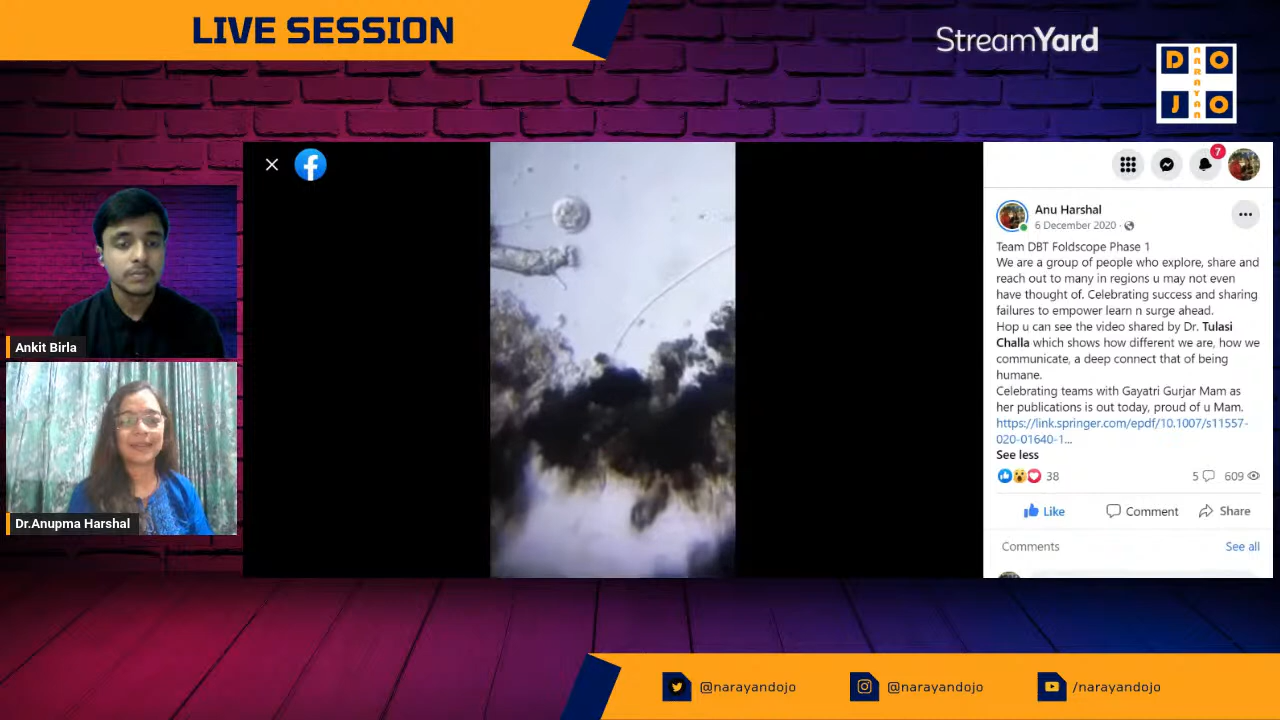 LIVE SESSION
StreamYard
DOJO
NARAYAN
7
Anu Harshal
6 December 2020
Team DBT Foldscope Phase 1
We are a group of people who explore, share and
reach out to many in regions u may not even
have thought of. Celebrating success and sharing
failures to empower learn n surge ahead.
Hop u can see the video shared by Dr. Tulasi
Challa which shows how different we are, how we
communicate, a deep connect that of being
humane.
Celebrating teams with Gayatri Gurjar Mam as
her publications is out today, proud of u Mam.
https://link.springer.com/epdf/10.1007/s11557-
020-01640-1...
See less
38
5
609
Like
Comment
Share
Comments
See all
Ankit Birla
Dr.Anupma Harshal
@narayandojo
@narayandojo
/narayandojo